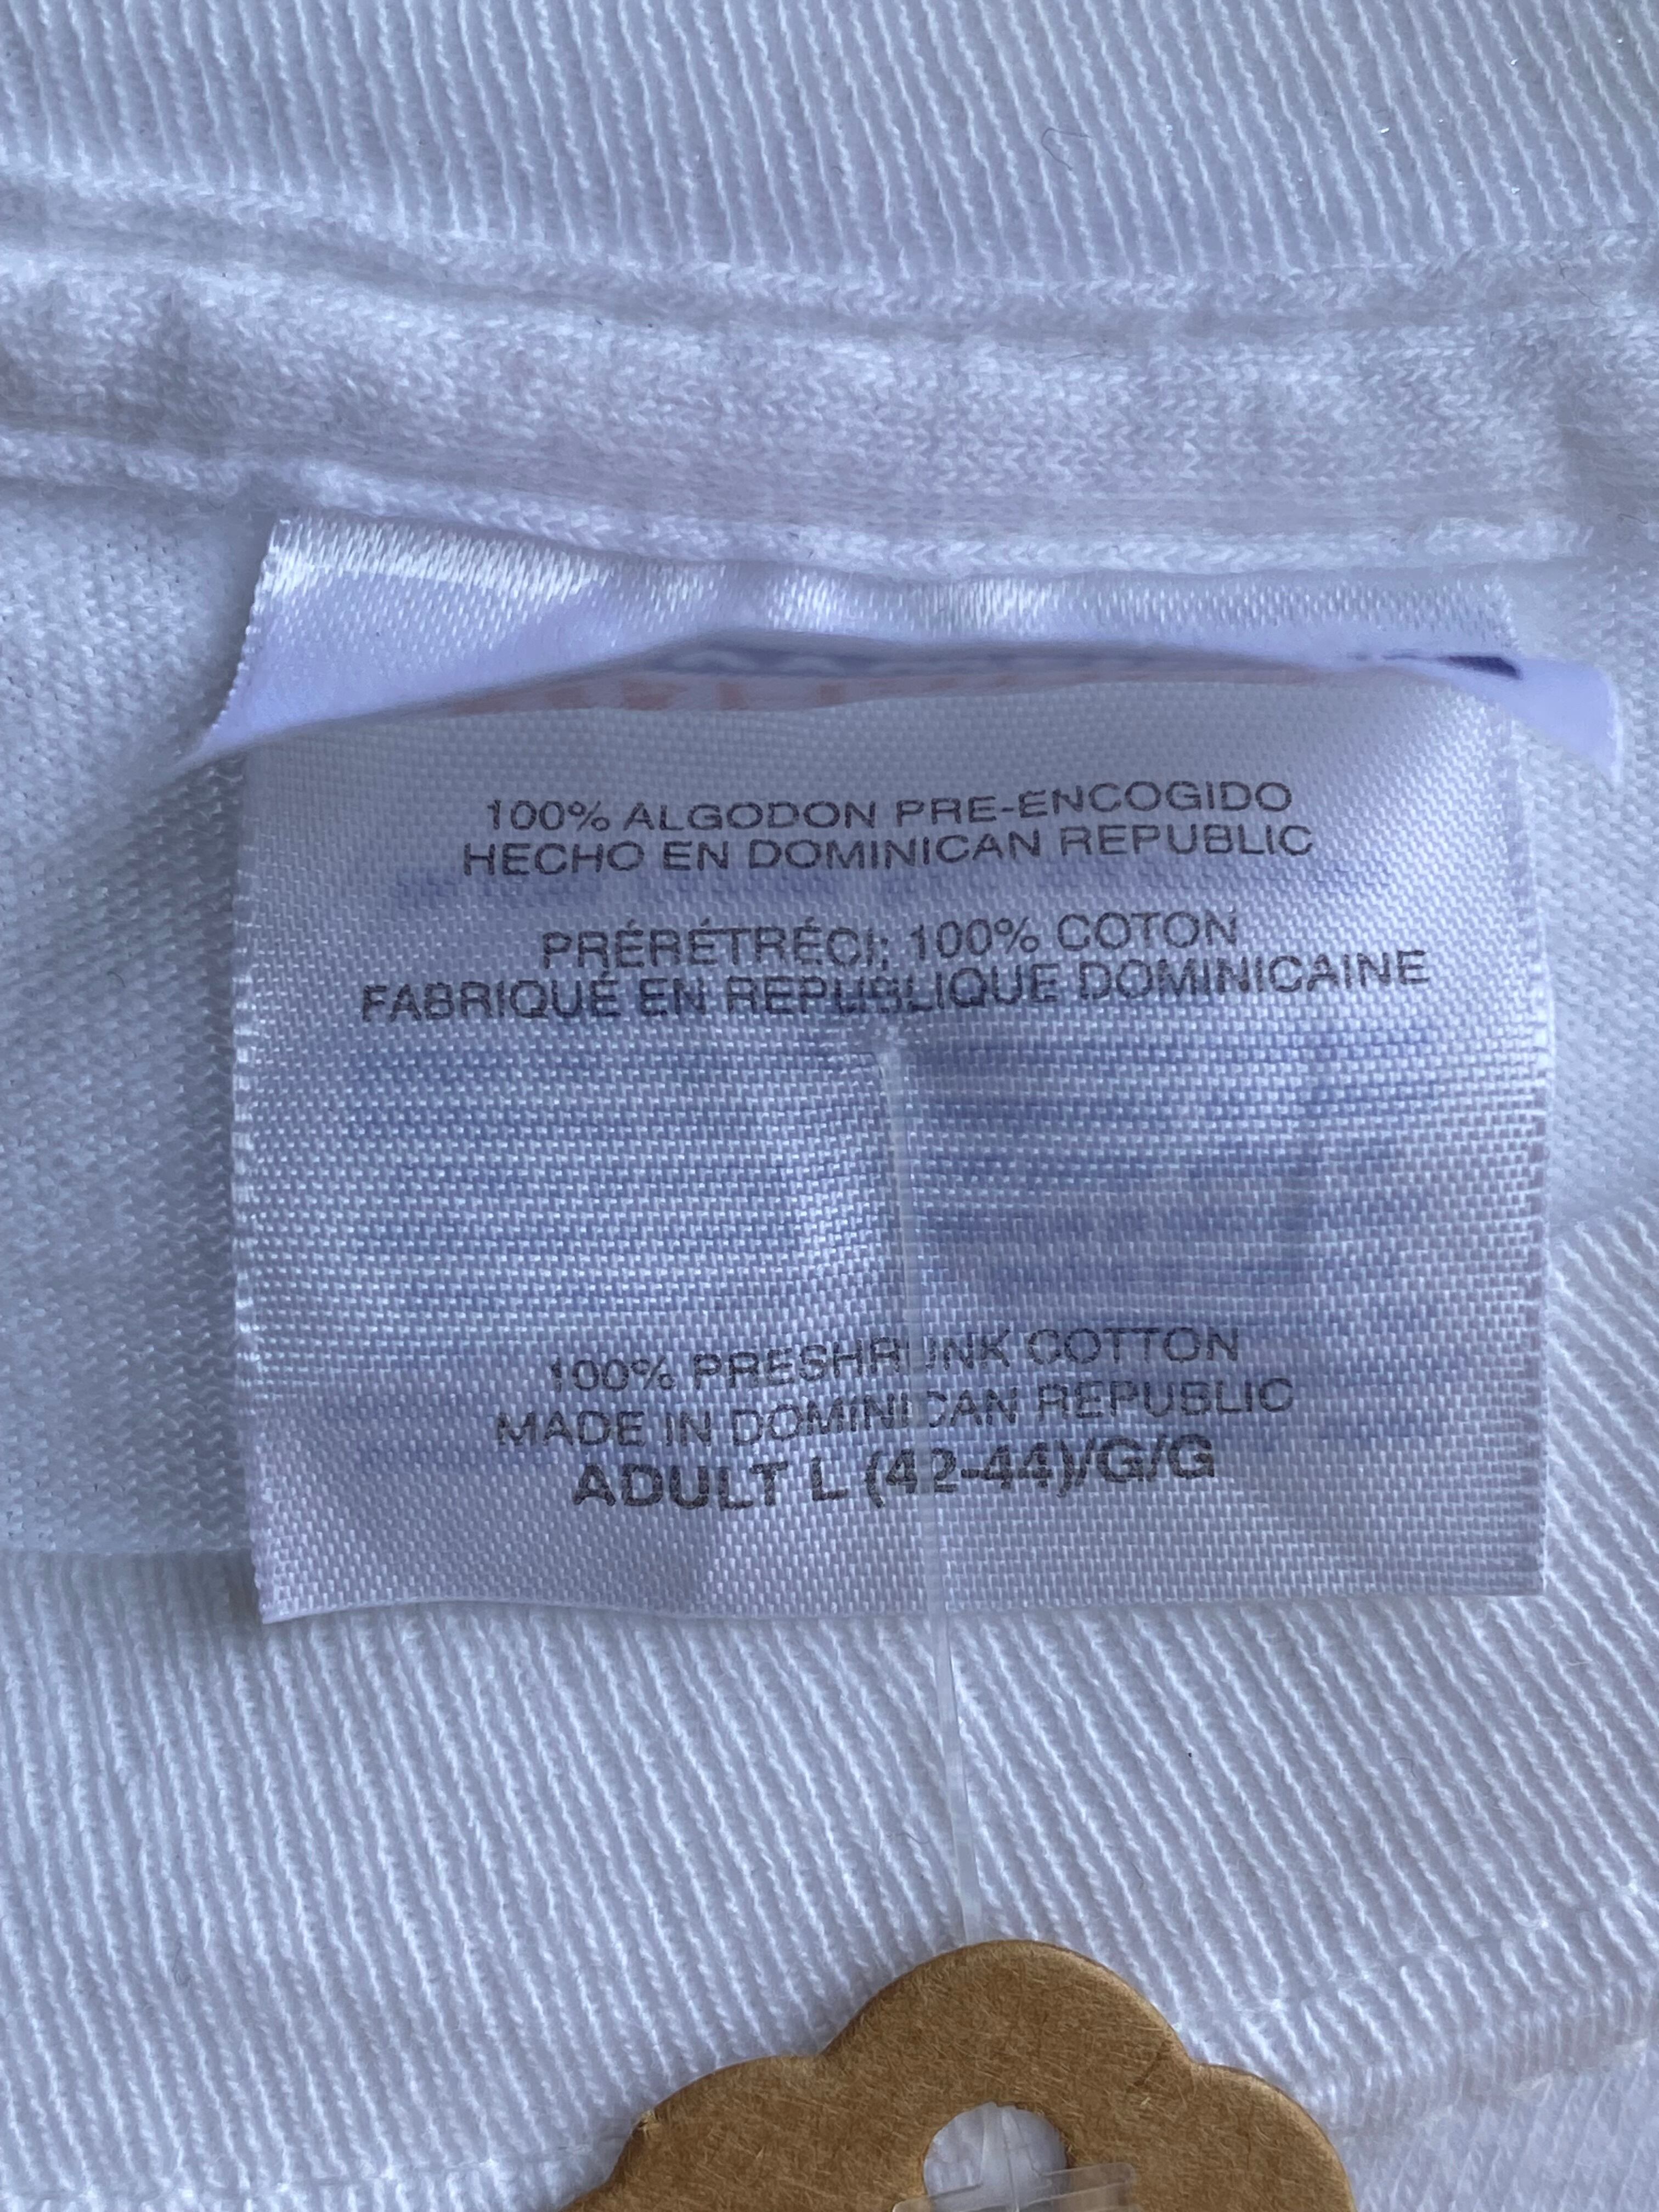 100% ALGODON PRE-ENCOGIDO
HECHO EN DOMINICAN REPUBLIC
PRÉRÉTRÉCI; 100% COTON
FABRIQUÉ EN REPUBLIQUE DOMINICAINE
100% PRESHRUNK COTTON
MADE IN DOMINICAN REPUBLIC
ADULT L (42-44)/G/G